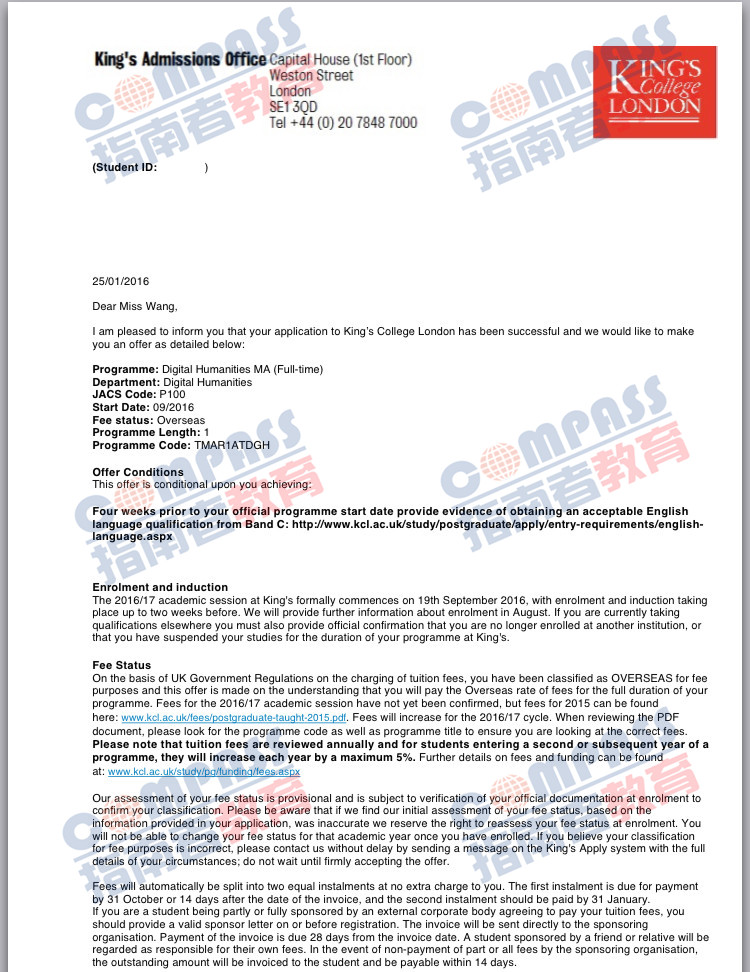 King's Admissions Office Capital House (1st Floor)
Weston Street
London
SE1 3QD
Tel +44 (0) 20 7848 7000
KING'S
College
LONDON
COMPASS
指南者教育
COMPASS
指南者教育
(Student ID: )
25/01/2016
Dear Miss Wang,
I am pleased to inform you that your application to King's College London has been successful and we would like to make
you an offer as detailed below:
Programme: Digital Humanities MA (Full-time)
Department: Digital Humanities
JACS Code: P100
Start Date: 09/2016
Fee status: Overseas
Programme Length: 1
Programme Code: TMAR1ATDGH
COMPASS
指南者教育
COMPASS
指南者教育
Offer Conditions
This offer is conditional upon you achieving:
Four weeks prior to your official programme start date provide evidence of obtaining an acceptable English
language qualification from Band C: http://www.kcl.ac.uk/study/postgraduate/apply/entry-requirements/english-
language.aspx
Enrolment and induction
The 2016/17 academic session at King's formally commences on 19th September 2016, with enrolment and induction taking
place up to two weeks before. We will provide further information about enrolment in August. If you are currently taking
qualifications elsewhere you must also provide official confirmation that you are no longer enrolled at another institution, or
that you have suspended your studies for the duration of your programme at King's.
Fee Status
On the basis of UK Government Regulations on the charging of tuition fees, you have been classified as OVERSEAS for fee
purposes and this offer is made on the understanding that you will pay the Overseas rate of fees for the full duration of your
programme. Fees for the 2016/17 academic session have not yet been confirmed, but fees for 2015 can be found
here: www.kcl.ac.uk/fees/postgraduate-taught-2015.pdf. Fees will increase for the 2016/17 cycle. When reviewing the PDF
document, please look for the programme code as well as programme title to ensure you are looking at the correct fees.
Please note that tuition fees are reviewed annually and for students entering a second or subsequent year of a
programme, they will increase each year by a maximum 5%. Further details on fees and funding can be found
at: www.kcl.ac.uk/study/pg/funding/fees.aspx
COMPASS
指南者教育
COMPASS
指南者教育
Our assessment of your fee status is provisional and is subject to verification of your official documentation at enrolment to
confirm your classification. Please be aware that if we find our initial assessment of your fee status, based on the
information provided in your application, was inaccurate we reserve the right to reassess your fee status at enrolment. You
will not be able to change your fee status for that academic year once you have enrolled. If you believe your classification
for fee purposes is incorrect, please contact us without delay by sending a message on the King's Apply system with the full
details of your circumstances; do not wait until firmly accepting the offer.
Fees will automatically be split into two equal instalments at no extra charge to you. The first instalment is due for payment
by 31 October or 14 days after the date of the invoice, and the second instalment should be paid by 31 January.
If you are a student being partly or fully sponsored by an external corporate body agreeing to pay your tuition fees, you
should provide a valid sponsor letter on or before registration. The invoice will be sent directly to the sponsoring
organisation. Payment of the invoice is due 28 days from the invoice date. A student sponsored by a friend or relative will be
regarded as responsible for their own fees. In the event of non-payment of part or all fees by the sponsoring organisation,
the outstanding amount will be invoiced to the student and be payable within 14 days.